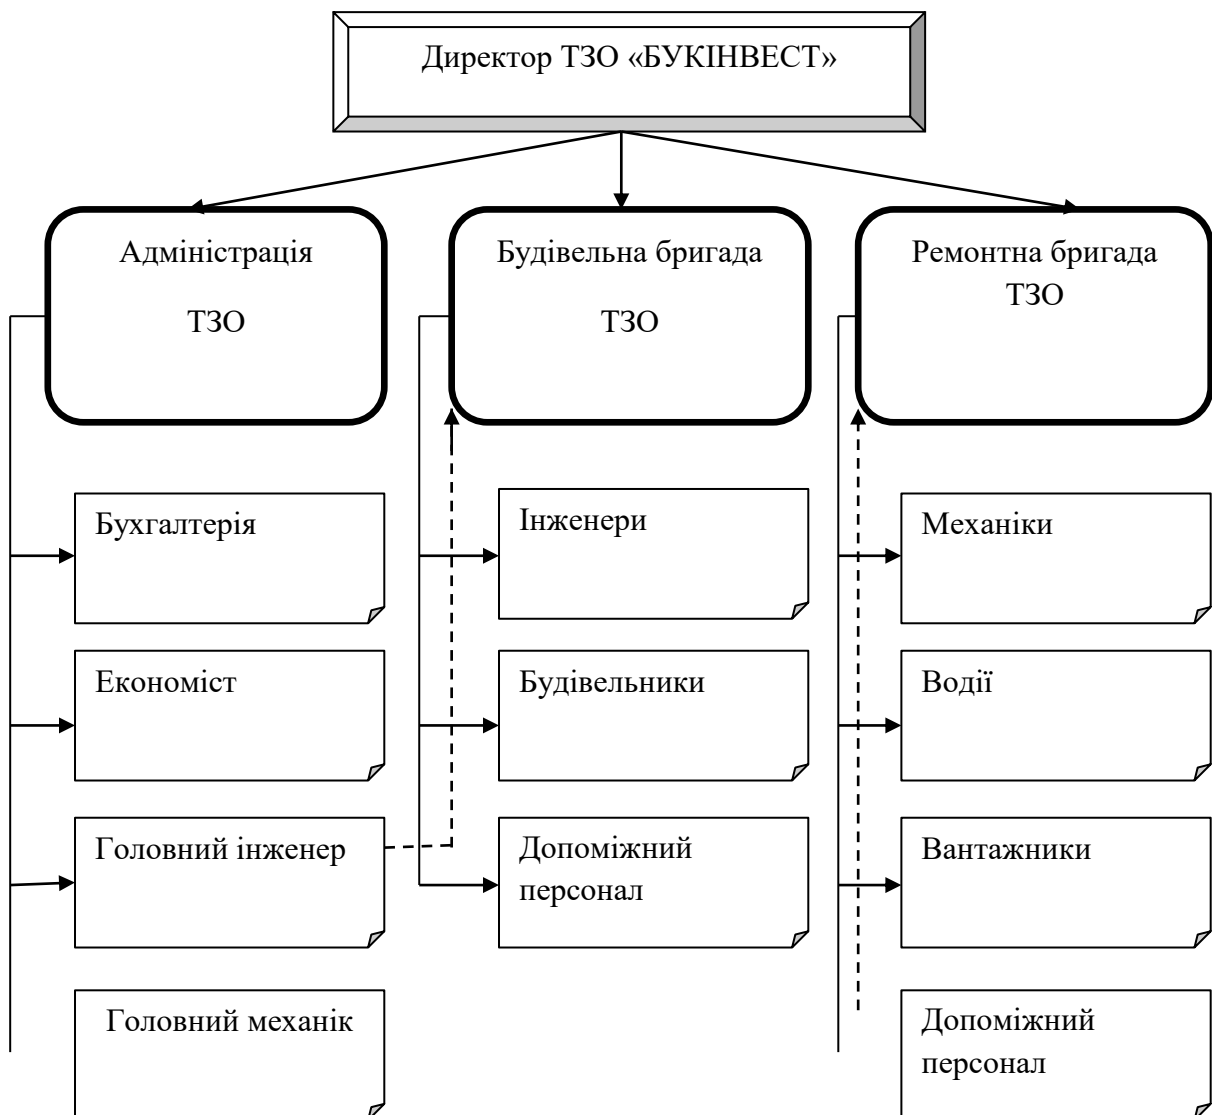 Директор ТЗО «БУКІНВЕСТ»
Адміністрація
ТЗО
Будівельна бригада
ТЗО
Ремонтна бригада
ТЗО
Бухгалтерія
Економіст
Головний інженер
Головний механік
Інженери
Будівельники
Допоміжний
персонал
Механіки
Водії
Вантажники
Допоміжний
персонал